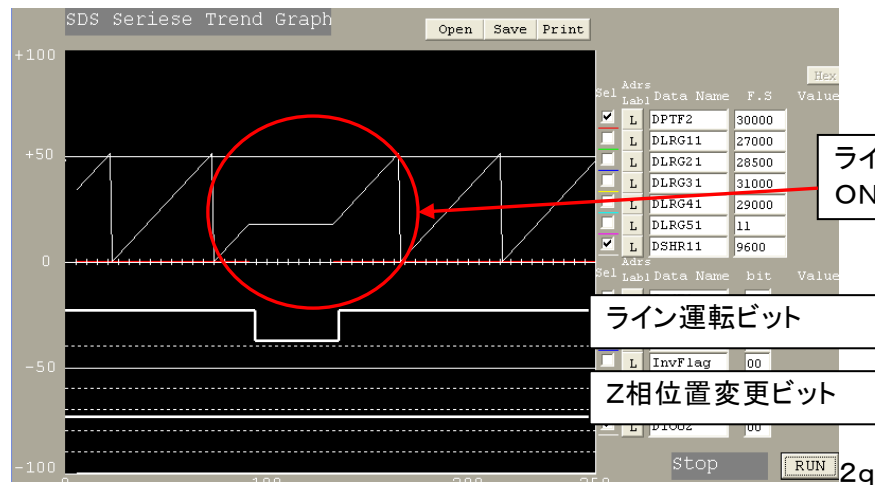 SDS Seriese Trend Graph
Open Save Print
+100
+50
0
-50
-100
100
200
250
Hex
Sel Adrs Labl Data Name F.S Value
L DPTF2 30000
L DLRG11 27000
L DLRG21 28500
L DLRG31 31000
L DLRG41 29000
L DLRG51 11
L DSHR11 9600
ライ
ON
Sel Adrs Labl Data Name bit Value
ライン運転ビット
L InvFlag 00
Z相位置変更ビット
Stop RUN